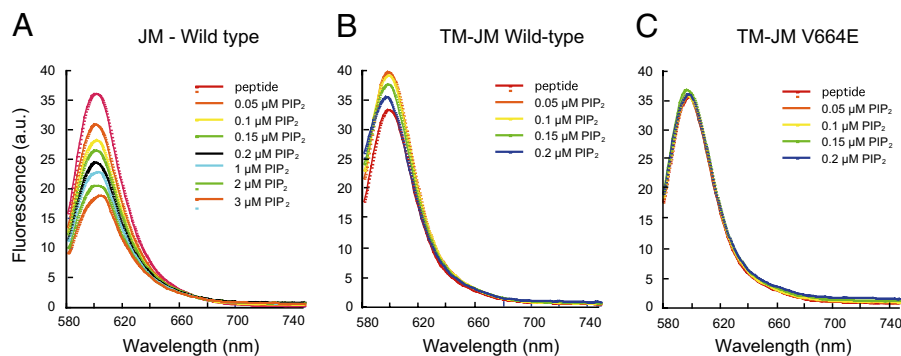 A
JM - Wild type
Fluorescence (a.u.)
40
35
30
25
20
15
10
5
0
580
620
660
700
740
Wavelength (nm)
peptide
0.05 µM PIP₂
0.1 µM PIP₂
0.15 µM PIP₂
0.2 µM PIP₂
1 µM PIP₂
2 µM PIP₂
3 µM PIP₂
B
TM-JM Wild-type
40
35
30
25
20
15
10
5
0
580
620
660
700
740
Wavelength (nm)
peptide
0.05 µM PIP₂
0.1 µM PIP₂
0.15 µM PIP₂
0.2 µM PIP₂
C
TM-JM V664E
40
35
30
25
20
15
10
5
0
580
620
660
700
740
Wavelength (nm)
peptide
0.05 µM PIP₂
0.1 µM PIP₂
0.15 µM PIP₂
0.2 µM PIP₂